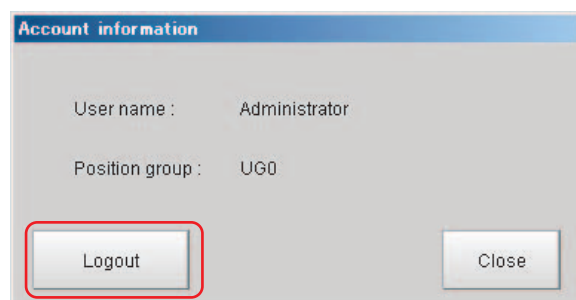 Account information
User name : Administrator
Position group : UG0
Logout Close